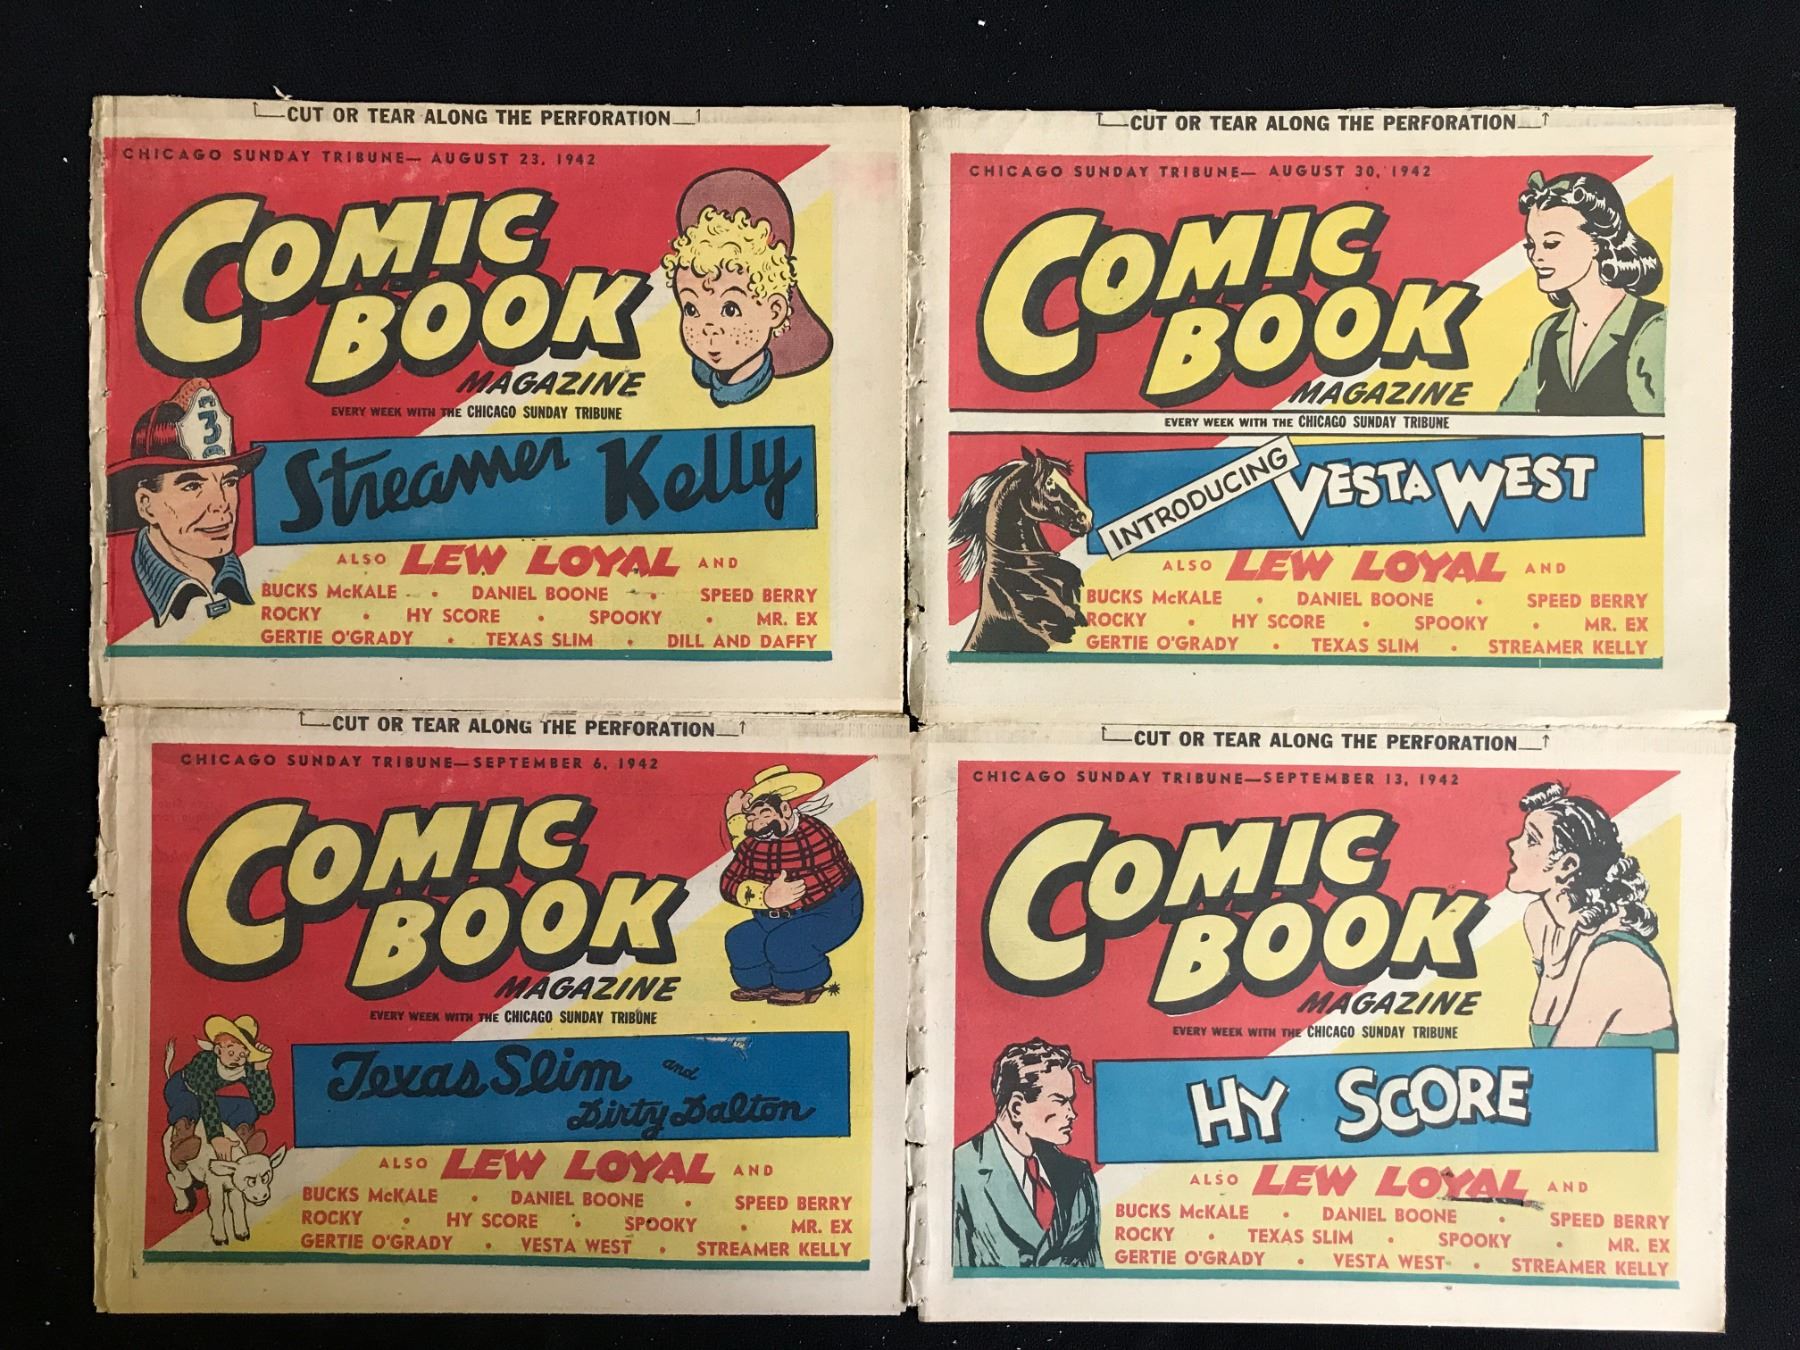 CUT OR TEAR ALONG THE PERFORATION
CHICAGO SUNDAY TRIBUNE— AUGUST 23, 1942
COMIC
BOOK
MAGAZINE
EVERY WEEK WITH THE CHICAGO SUNDAY TRIBUNE
3
Streamer Kelly
ALSO LEW LOYAL AND
BUCKS McKALE • DANIEL BOONE • SPEED BERRY
ROCKY • HY SCORE • SPOOKY • MR. EX
GERTIE O'GRADY • TEXAS SLIM • DILL AND DAFFY
CUT OR TEAR ALONG THE PERFORATION
CHICAGO SUNDAY TRIBUNE— AUGUST 30, 1942
COMIC
BOOK
MAGAZINE
EVERY WEEK WITH THE CHICAGO SUNDAY TRIBUNE
INTRODUCING VESTA WEST
ALSO LEW LOYAL AND
BUCKS McKALE • DANIEL BOONE • SPEED BERRY
ROCKY • HY SCORE • SPOOKY • MR. EX
GERTIE O'GRADY • TEXAS SLIM • STREAMER KELLY
CUT OR TEAR ALONG THE PERFORATION
CHICAGO SUNDAY TRIBUNE—SEPTEMBER 6, 1942
COMIC
BOOK
MAGAZINE
EVERY WEEK WITH THE CHICAGO SUNDAY TRIBUNE
Texas Slim and
Dirty Dalton
ALSO LEW LOYAL AND
BUCKS McKALE • DANIEL BOONE • SPEED BERRY
ROCKY • HY SCORE • SPOOKY • MR. EX
GERTIE O'GRADY • VESTA WEST • STREAMER KELLY
CUT OR TEAR ALONG THE PERFORATION
CHICAGO SUNDAY TRIBUNE—SEPTEMBER 13, 1942
COMIC
BOOK
MAGAZINE
EVERY WEEK WITH THE CHICAGO SUNDAY TRIBUNE
HY SCORE
ALSO LEW LOYAL AND
BUCKS McKALE • DANIEL BOONE • SPEED BERRY
ROCKY • TEXAS SLIM • SPOOKY • MR. EX
GERTIE O'GRADY • VESTA WEST • STREAMER KELLY